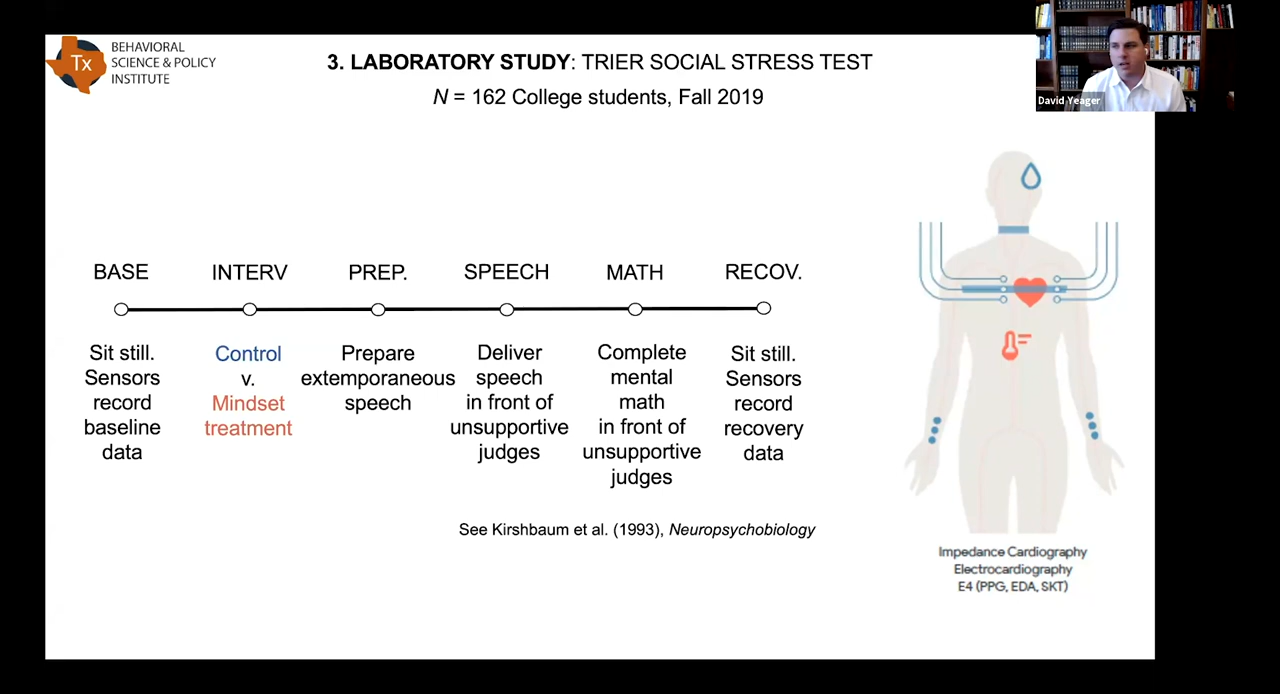 Tx
BEHAVIORAL
SCIENCE & POLICY
INSTITUTE
3. LABORATORY STUDY: TRIER SOCIAL STRESS TEST
N = 162 College students, Fall 2019
David Yeager
BASE
INTERV
PREP.
SPEECH
MATH
RECOV.
Sit still.
Sensors
record
baseline
data
Control
v.
Mindset
treatment
Prepare
extemporaneous
speech
Deliver
speech
in front of
unsupportive
judges
Complete
mental
math
in front of
unsupportive
judges
Sit still.
Sensors
record
recovery
data
See Kirshbaum et al. (1993), Neuropsychobiology
Impedance Cardiography
Electrocardiography
E4 (PPG, EDA, SKT)